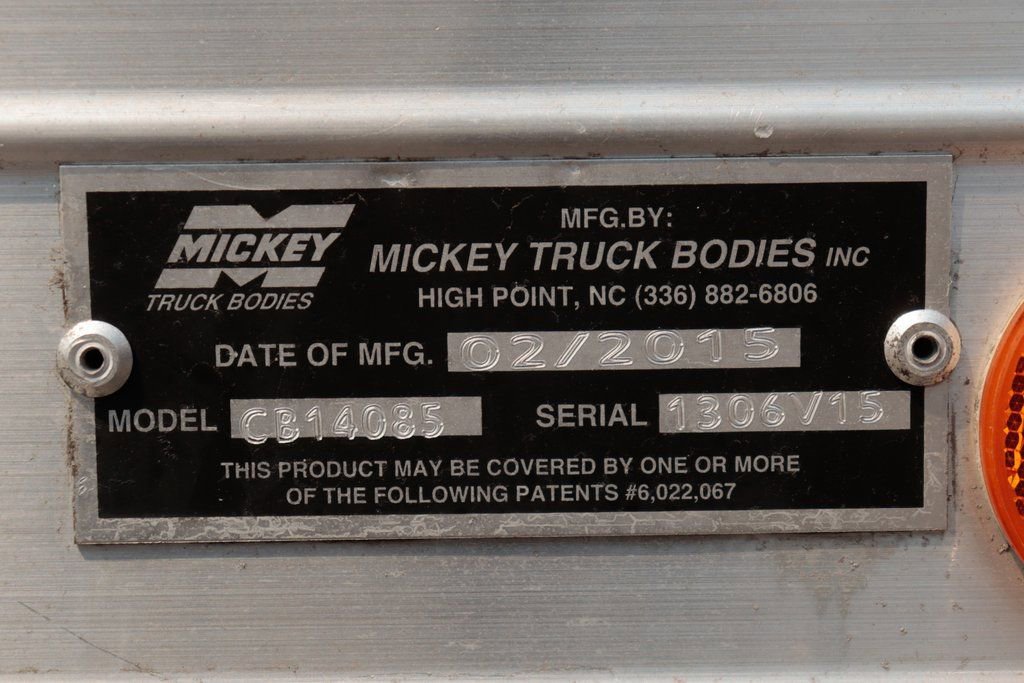 MICKEY
TRUCK BODIES
MFG.BY:
MICKEY TRUCK BODIES INC
HIGH POINT, NC (336) 882-6806
DATE OF MFG. 02/2015
MODEL CB14085 SERIAL 1306V15
THIS PRODUCT MAY BE COVERED BY ONE OR MORE
OF THE FOLLOWING PATENTS #6,022,067